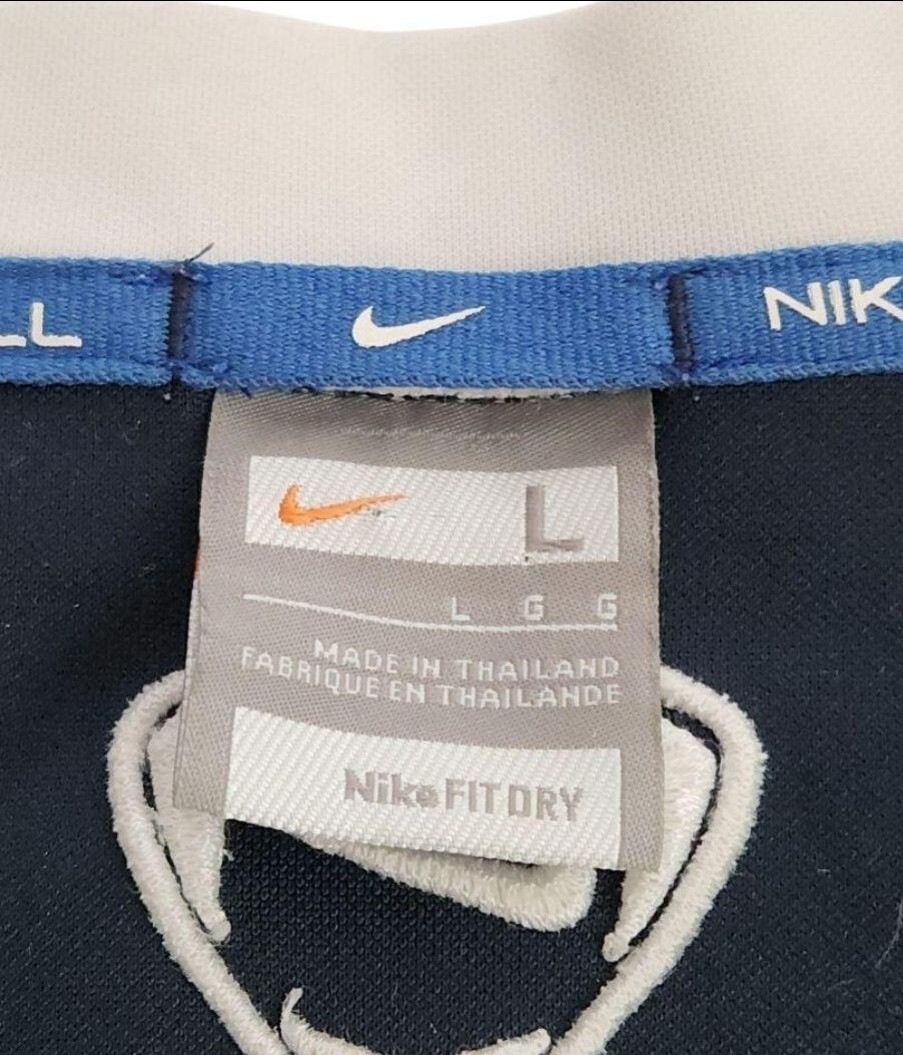 LL NIK
L
L G G
MADE IN THAILAND
FABRIQUE EN THAILANDE
Nike FIT DRY